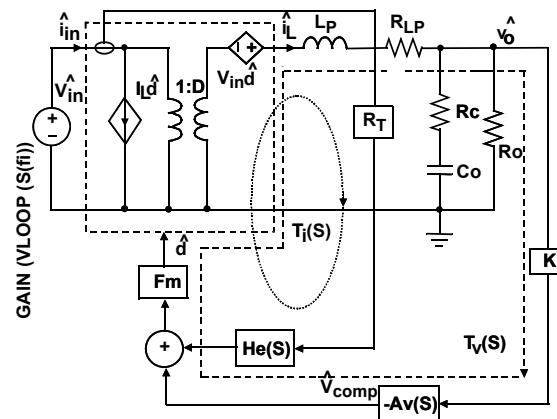 î_in
î_L
L_P
R_LP
v̂_o
V̂_in
I_L d̂
1:D
V_in d̂
+
−
R_T
Rc
Ro
Co
T_i(S)
K
GAIN (VLOOP (S(fi))
d̂
Fm
+
He(S)
T_v(S)
V̂_comp
-Av(S)